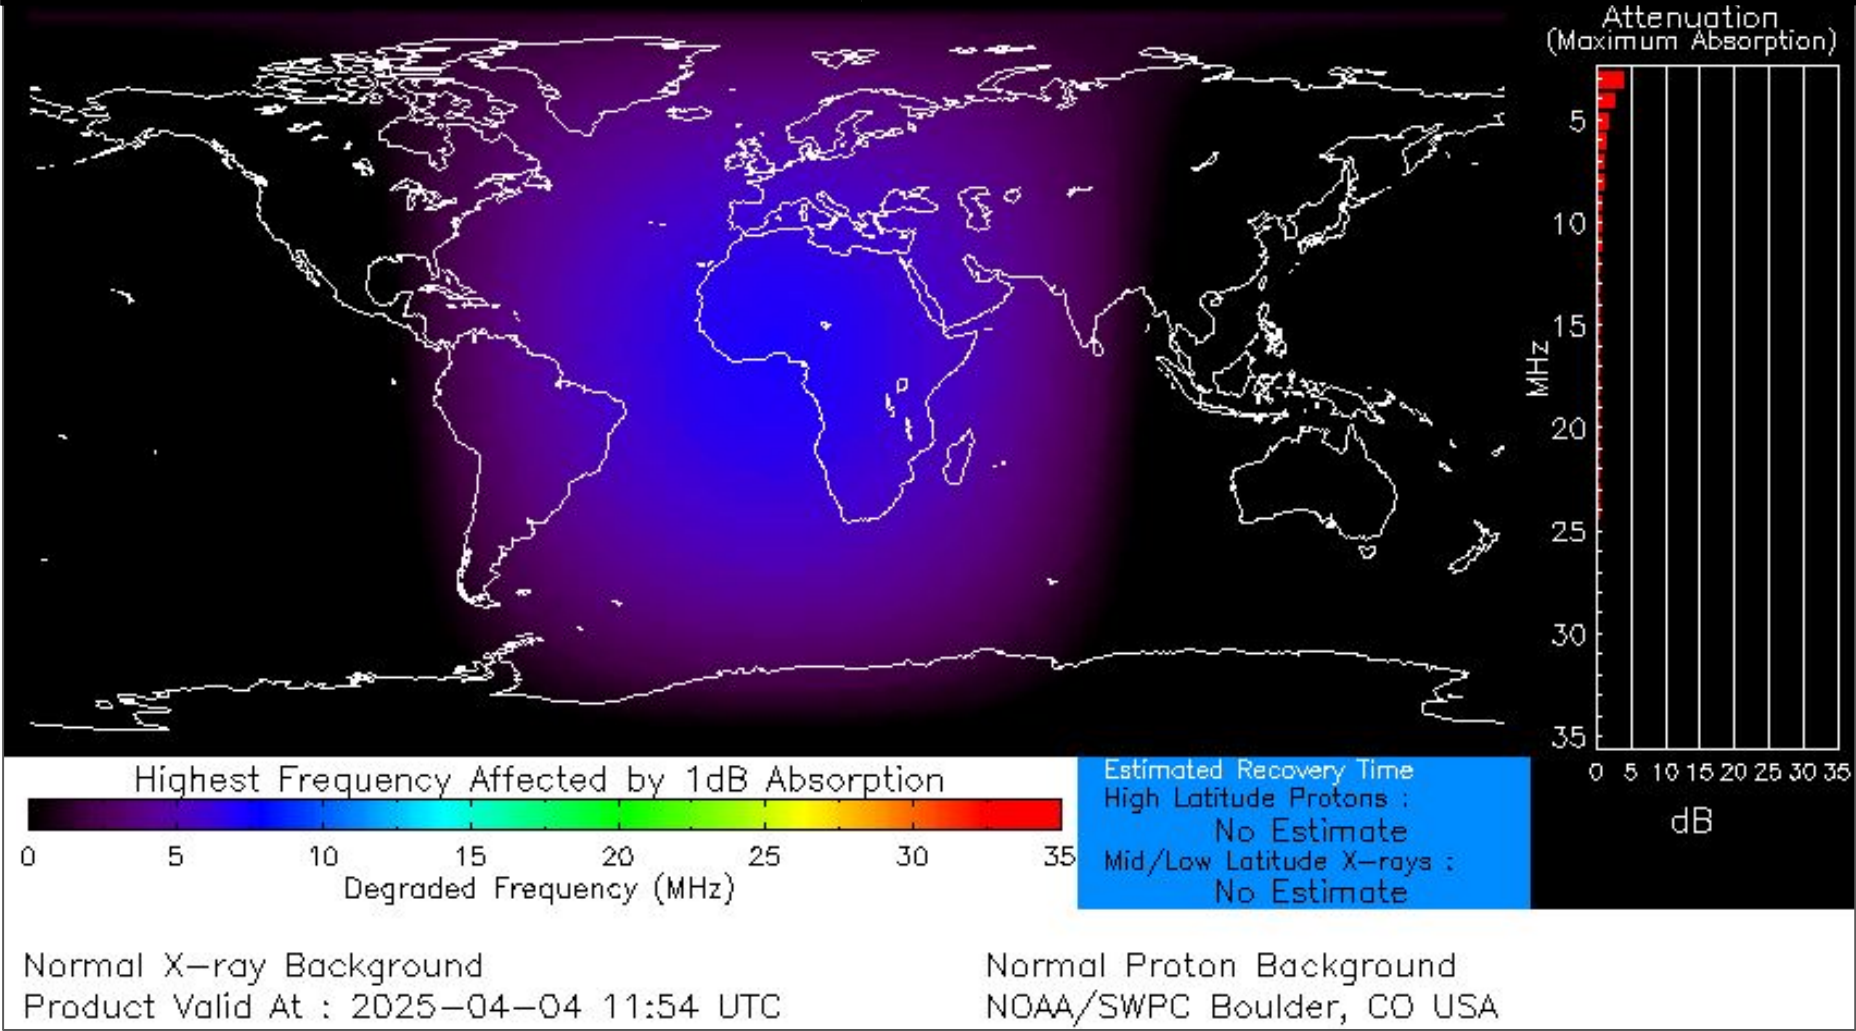 Attenuation
(Maximum Absorption)
5
10
15
20
25
30
35
MHz
0 5 10 15 20 25 30 35
dB
Highest Frequency Affected by 1dB Absorption
0 5 10 15 20 25 30 35
Degraded Frequency (MHz)
Estimated Recovery Time
High Latitude Protons :
No Estimate
Mid/Low Latitude X-rays :
No Estimate
Normal X-ray Background
Product Valid At : 2025-04-04 11:54 UTC
Normal Proton Background
NOAA/SWPC Boulder, CO USA